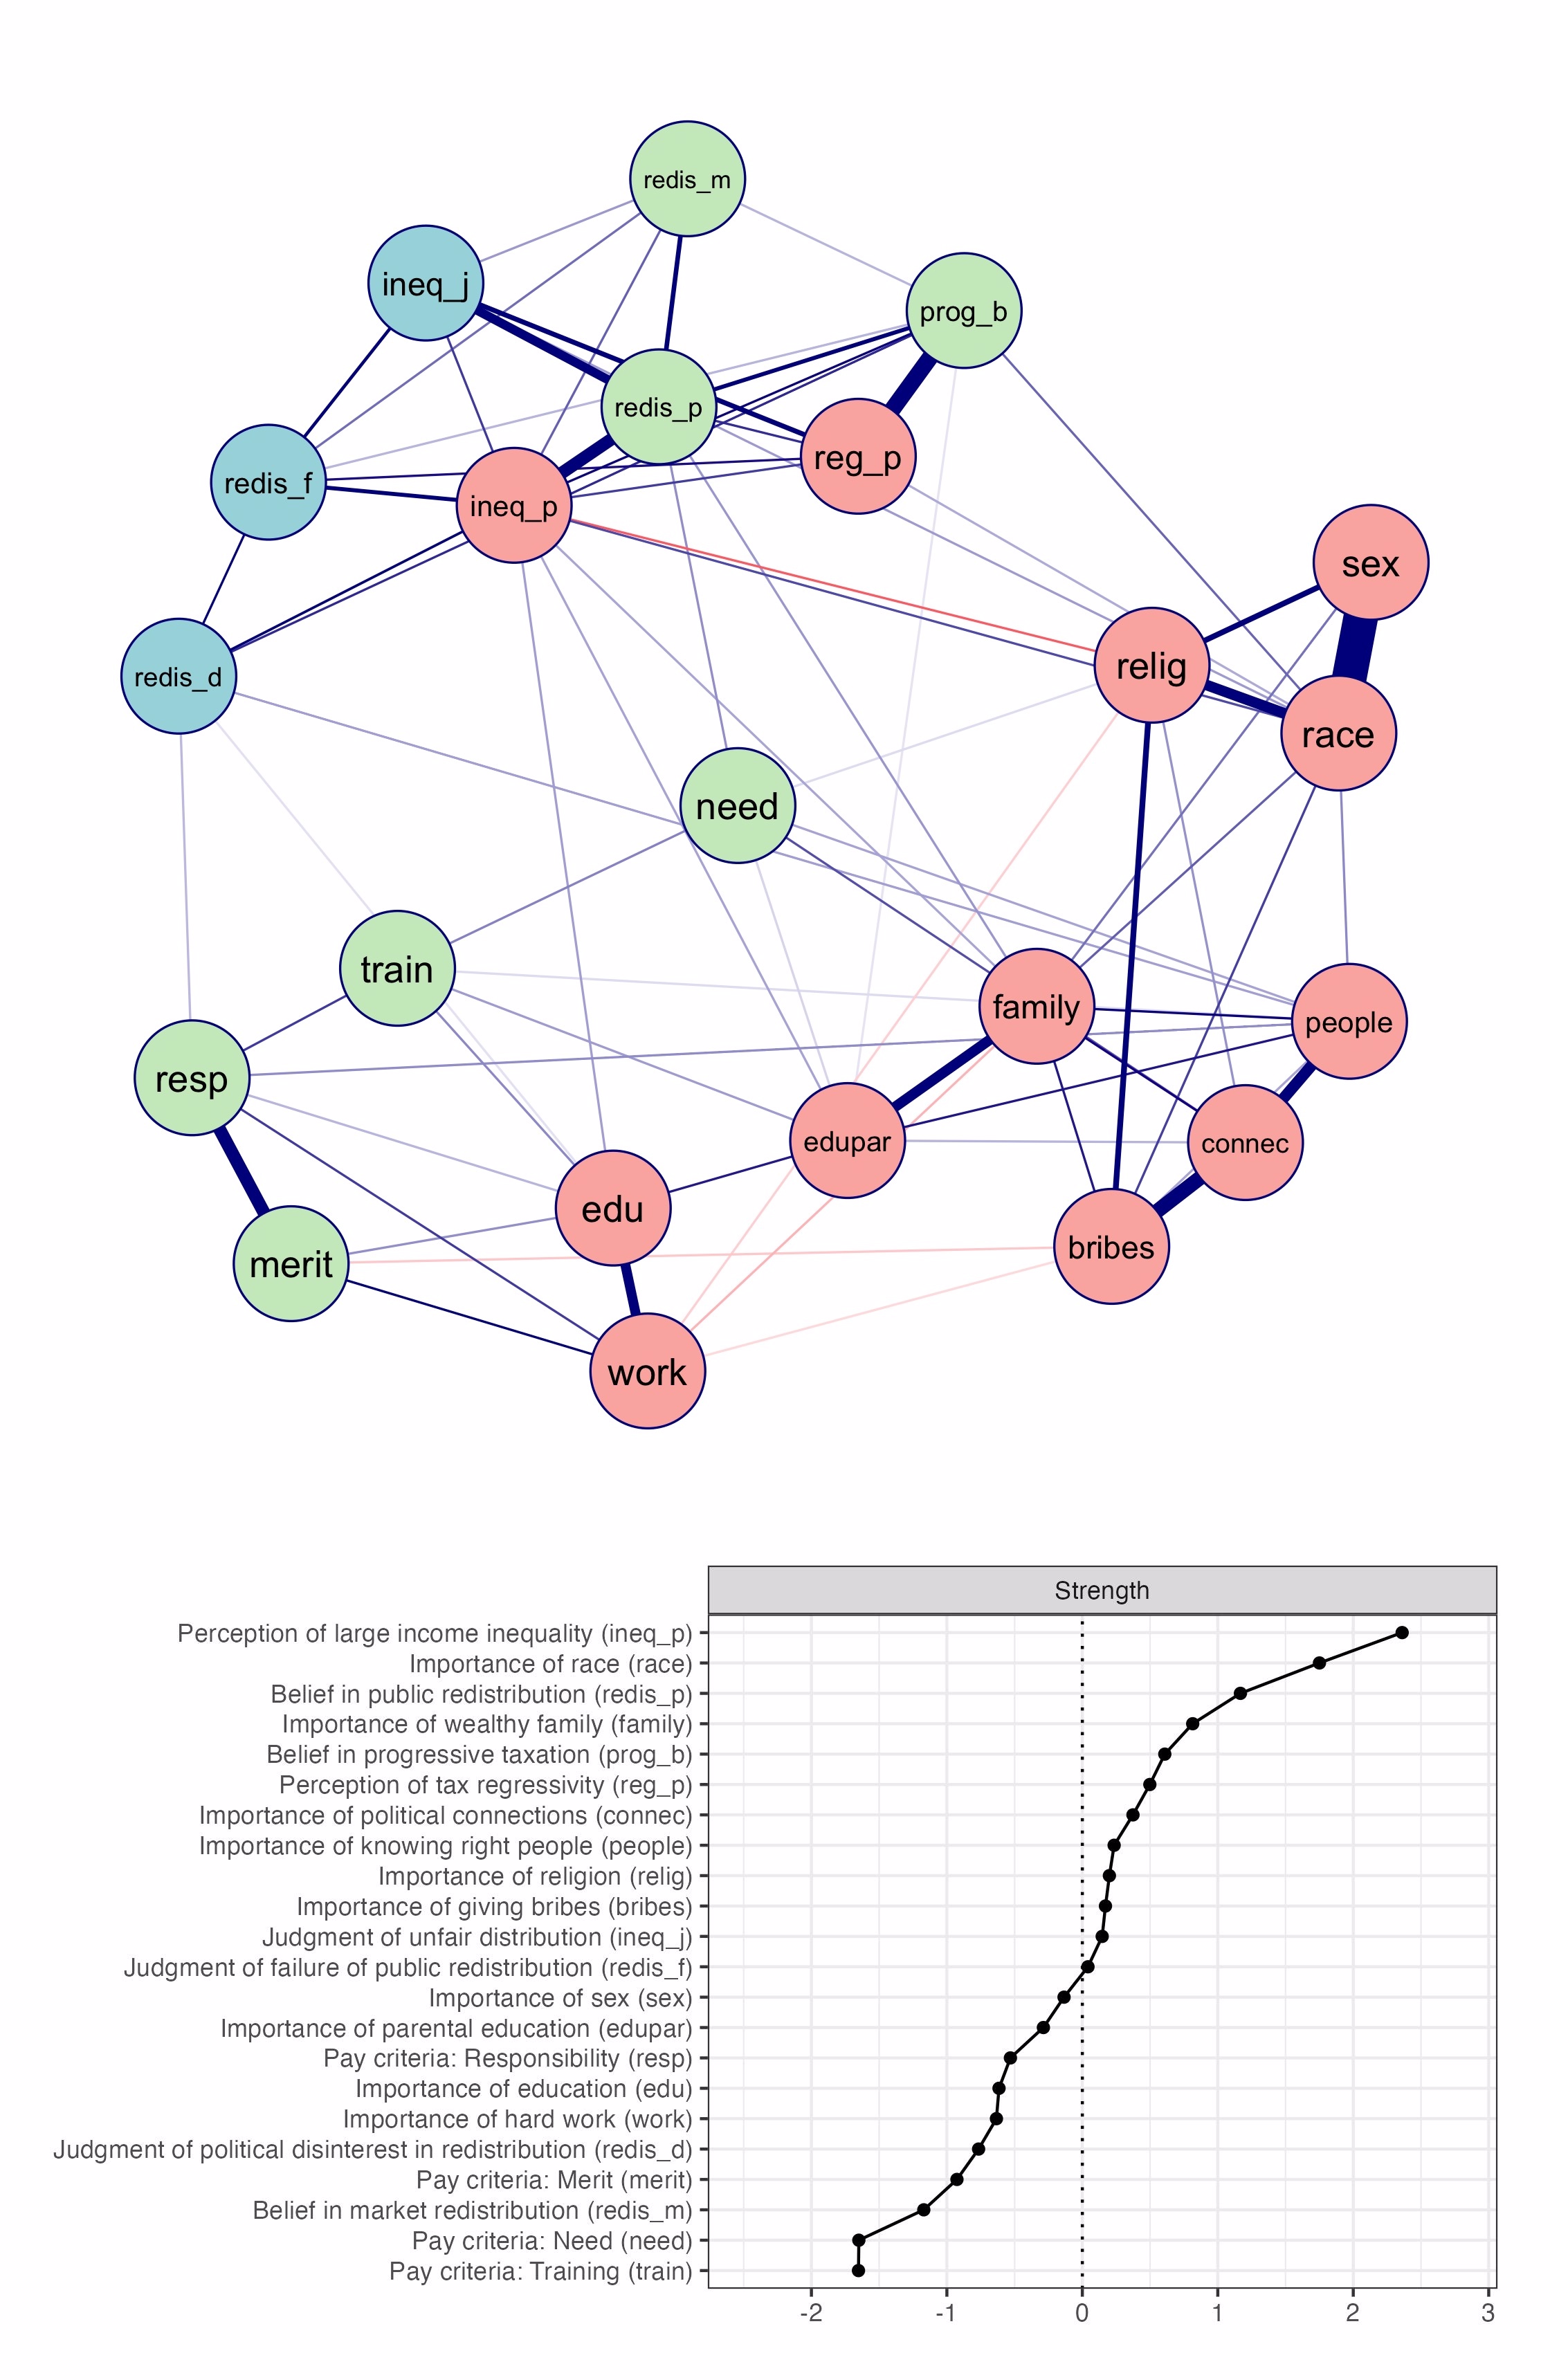 redis_m
ineq_j
prog_b
redis_p
reg_p
redis_f
ineq_p
sex
relig
redis_d
race
need
train
family
people
resp
edupar
connec
edu
bribes
merit
work
Strength
Perception of large income inequality (ineq_p)
Importance of race (race)
Belief in public redistribution (redis_p)
Importance of wealthy family (family)
Belief in progressive taxation (prog_b)
Perception of tax regressivity (reg_p)
Importance of political connections (connec)
Importance of knowing right people (people)
Importance of religion (relig)
Importance of giving bribes (bribes)
Judgment of unfair distribution (ineq_j)
Judgment of failure of public redistribution (redis_f)
Importance of sex (sex)
Importance of parental education (edupar)
Pay criteria: Responsibility (resp)
Importance of education (edu)
Importance of hard work (work)
Judgment of political disinterest in redistribution (redis_d)
Pay criteria: Merit (merit)
Belief in market redistribution (redis_m)
Pay criteria: Need (need)
Pay criteria: Training (train)
-2 -1 0 1 2 3